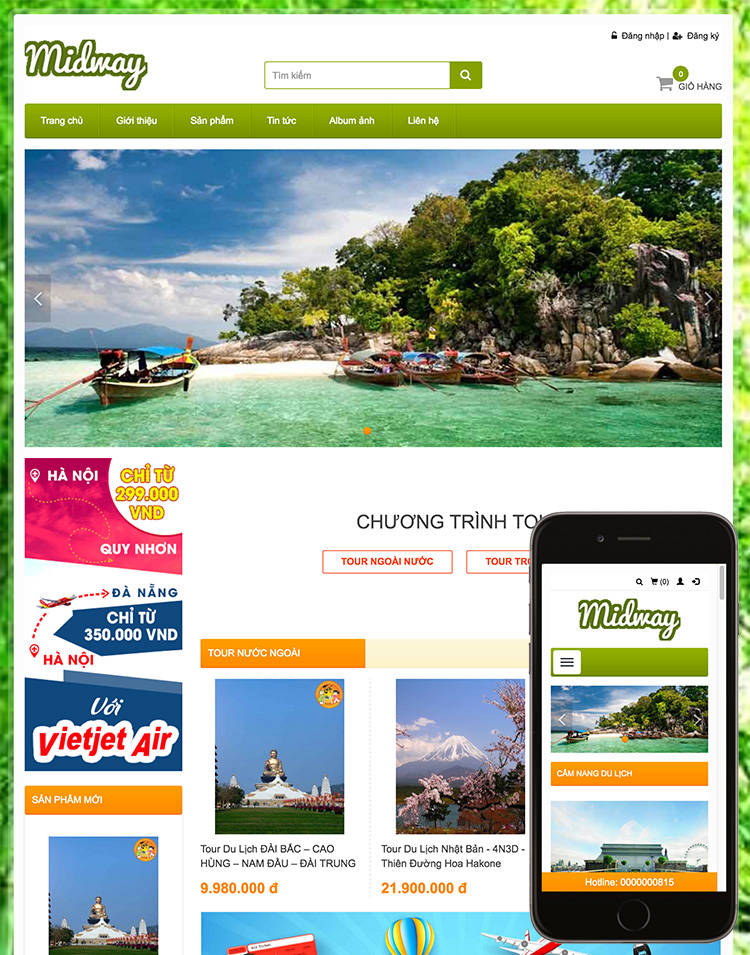 Đăng nhập | Đăng ký
Midway
Tìm kiếm
0
GIỎ HÀNG
Trang chủ
Giới thiệu
Sản phẩm
Tin tức
Album ảnh
Liên hệ
HÀ NỘI
CHỈ TỪ
299.000
VND
QUY NHƠN
ĐÀ NẴNG
CHỈ TỪ
350.000 VND
HÀ NỘI
Với
Vietjet Air
SẢN PHẨM MỚI
CHƯƠNG TRÌNH TOU
TOUR NGOÀI NƯỚC
TOUR TRO
TOUR NƯỚC NGOÀI
Tour Du Lịch ĐÀI BẮC – CAO
HÙNG – NAM ĐẦU – ĐÀI TRUNG
9.980.000 đ
Tour Du Lịch Nhật Bản - 4N3D -
Thiên Đường Hoa Hakone
21.900.000 đ
(0)
Midway
CẨM NANG DU LỊCH
Hotline: 0000000815